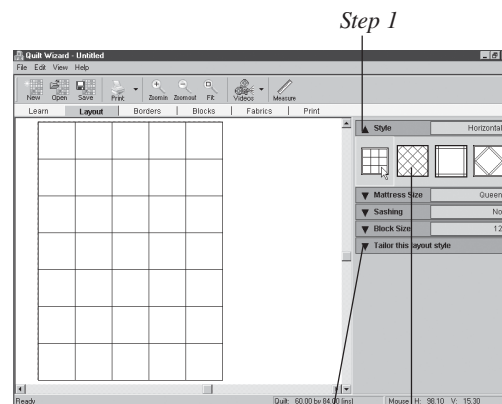 Step 1
Quilt Wizard - Untitled
File Edit View Help
New Open Save Print Zoomin Zoomout Fit Videos Measure
Learn Layout Borders Blocks Fabrics Print
Style Horizontal
Mattress Size Queen
Sashing No
Block Size 12
Tailor this layout style
Ready Quilt: 60.00 by 84.00 (ins) Mouse H: 98.10 V: 15.30